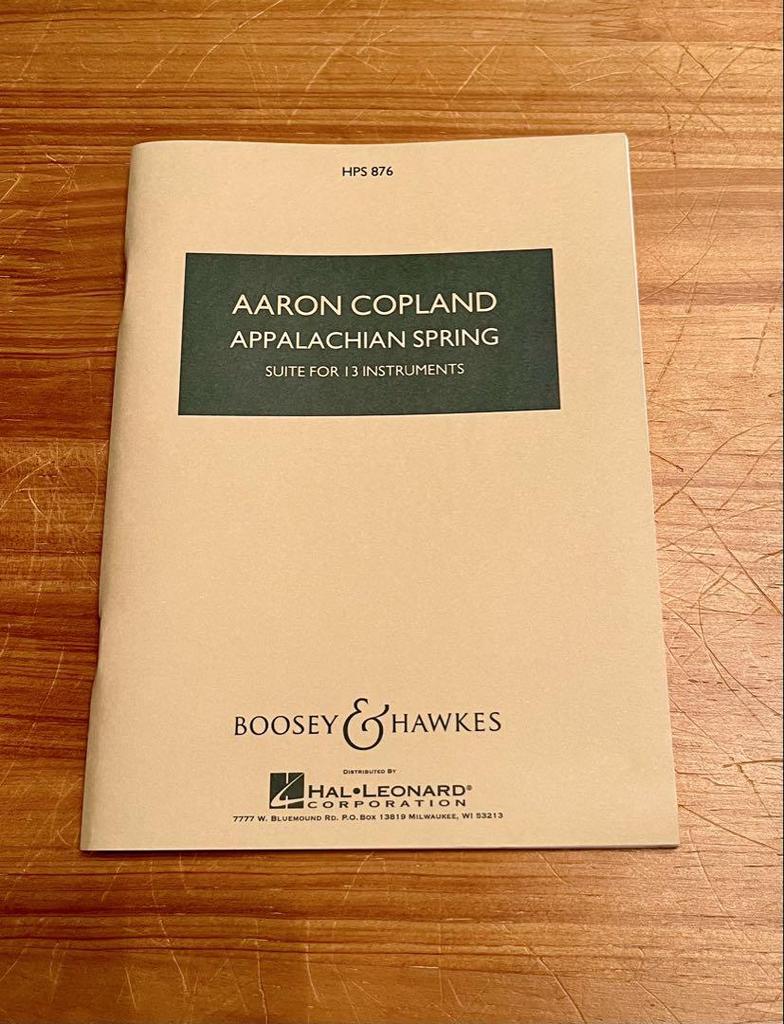 HPS 876
AARON COPLAND
APPALACHIAN SPRING
SUITE FOR 13 INSTRUMENTS
BOOSEY & HAWKES
DISTRIBUTED BY
HAL•LEONARD®
CORPORATION
7777 W. BLUEMOUND RD. P.O. BOX 13819 MILWAUKEE, WI 53213